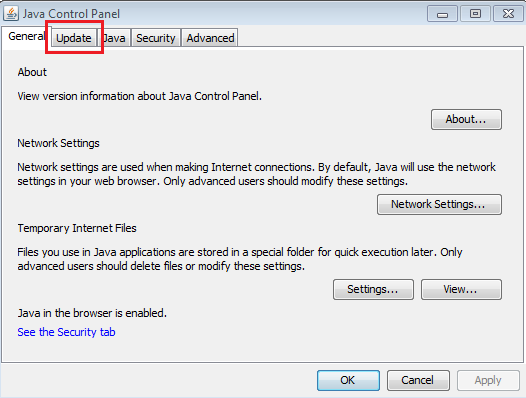 Java Control Panel
General Update Java Security Advanced
About
View version information about Java Control Panel.
About...
Network Settings
Network settings are used when making Internet connections. By default, Java will use the network
settings in your web browser. Only advanced users should modify these settings.
Network Settings...
Temporary Internet Files
Files you use in Java applications are stored in a special folder for quick execution later. Only
advanced users should delete files or modify these settings.
Settings... View...
Java in the browser is enabled.
See the Security tab
OK Cancel Apply